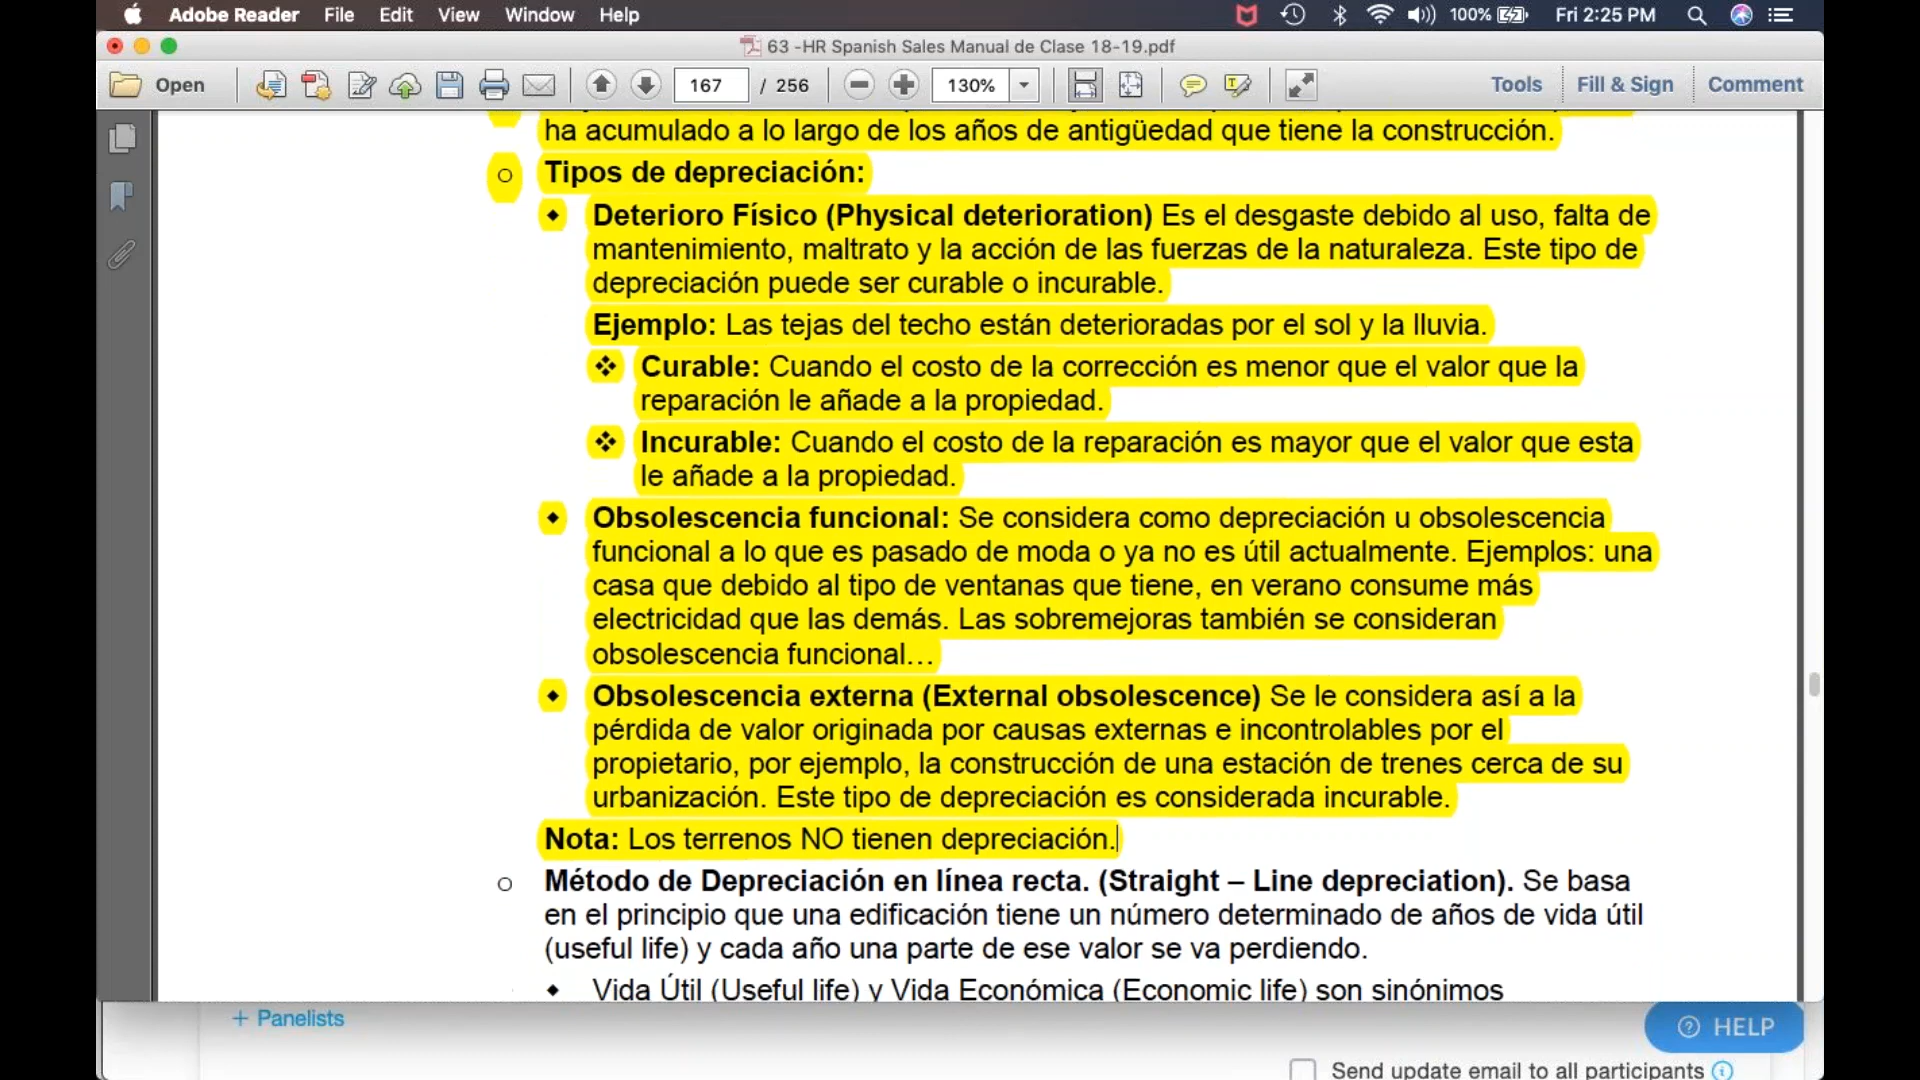 Adobe Reader File Edit View Window Help 100% Fri 2:25 PM
63 -HR Spanish Sales Manual de Clase 18-19.pdf
Open 167 / 256 130% Tools Fill & Sign Comment
ha acumulado a lo largo de los años de antigüedad que tiene la construcción.
o Tipos de depreciación:
Deterioro Físico (Physical deterioration) Es el desgaste debido al uso, falta de
mantenimiento, maltrato y la acción de las fuerzas de la naturaleza. Este tipo de
depreciación puede ser curable o incurable.
Ejemplo: Las tejas del techo están deterioradas por el sol y la lluvia.
Curable: Cuando el costo de la corrección es menor que el valor que la
reparación le añade a la propiedad.
Incurable: Cuando el costo de la reparación es mayor que el valor que esta
le añade a la propiedad.
Obsolescencia funcional: Se considera como depreciación u obsolescencia
funcional a lo que es pasado de moda o ya no es útil actualmente. Ejemplos: una
casa que debido al tipo de ventanas que tiene, en verano consume más
electricidad que las demás. Las sobremejoras también se consideran
obsolescencia funcional…
Obsolescencia externa (External obsolescence) Se le considera así a la
pérdida de valor originada por causas externas e incontrolables por el
propietario, por ejemplo, la construcción de una estación de trenes cerca de su
urbanización. Este tipo de depreciación es considerada incurable.
Nota: Los terrenos NO tienen depreciación.
o Método de Depreciación en línea recta. (Straight – Line depreciation). Se basa
en el principio que una edificación tiene un número determinado de años de vida útil
(useful life) y cada año una parte de ese valor se va perdiendo.
Vida Útil (Useful life) y Vida Económica (Economic life) son sinónimos
+ Panelists
HELP
Send update email to all participants